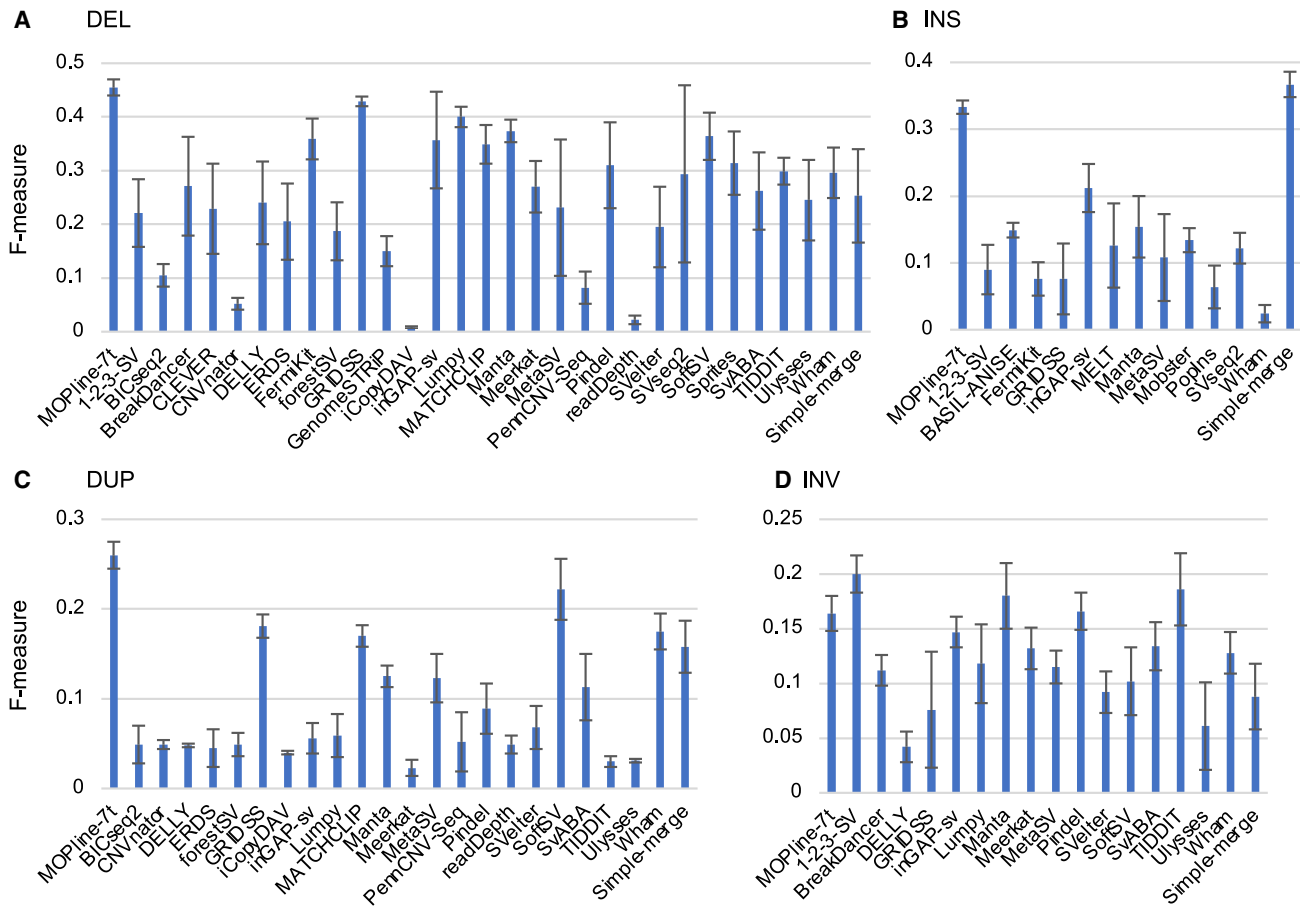 A DEL
F-measure
0.5
0.4
0.3
0.2
0.1
0
MOPline-7t
1-2-3-SV
BICseq2
BreakDancer
CLEVER
CNVnator
DELLY
ERDS
FermiKit
forestSV
GRIDSS
GenomeSTRiP
iCopyDAV
inGAP-sv
Lumpy
MATCHCLIP
Manta
Meerkat
MetaSV
PennCNV-Seq
Pindel
readDepth
SVelter
SVseq2
SoftSV
Sprites
SvABA
TIDDIT
Ulysses
Wham
Simple-merge
B INS
0.4
0.3
0.2
0.1
0
MOPline-7t
1-2-3-SV
BASIL-ANISE
FermiKit
GRIDSS
inGAP-sv
MELT
Manta
MetaSV
Mobster
PopIns
SVseq2
Wham
Simple-merge
C DUP
F-measure
0.3
0.2
0.1
0
MOPline-7t
BICseq2
CNVnator
DELLY
ERDS
forestSV
GRIDSS
iCopyDAV
inGAP-sv
Lumpy
MATCHCLIP
Manta
Meerkat
MetaSV
PennCNV-Seq
Pindel
readDepth
SVelter
SoftSV
SvABA
TIDDIT
Ulysses
Wham
Simple-merge
D INV
0.25
0.2
0.15
0.1
0.05
0
MOPline-7t
1-2-3-SV
BreakDancer
DELLY
GRIDSS
inGAP-sv
Lumpy
Manta
Meerkat
MetaSV
Pindel
SVelter
SoftSV
SvABA
TIDDIT
Ulysses
Wham
Simple-merge